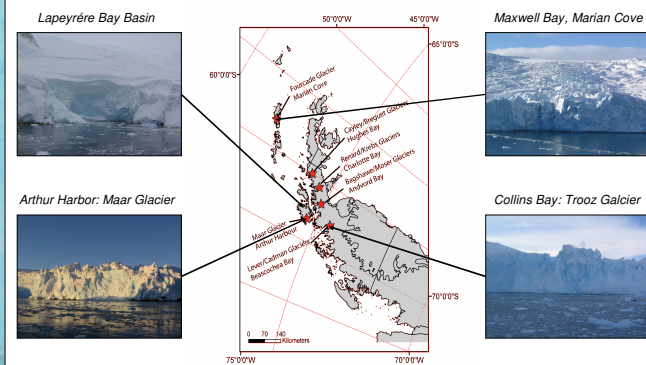 Lapeyrére Bay Basin
Maxwell Bay, Marian Cove
50°0'0"W
45°0'0"W
65°0'0"S
60°0'0"S
Fourcade Glacier
Marian Cove
Cayley/Breguet Glaciers
Hughes Bay
Renard/Krebs Glaciers
Charlotte Bay
Bagshawe/Moser Glaciers
Andvord Bay
Arthur Harbor: Maar Glacier
Collins Bay: Trooz Galcier
Maar Glacier
Arthur Harbour
Lever/Cadman Glaciers
Beascochea Bay
70°0'0"S
0 70 140
Kilometers
75°0'0"W
70°0'0"W